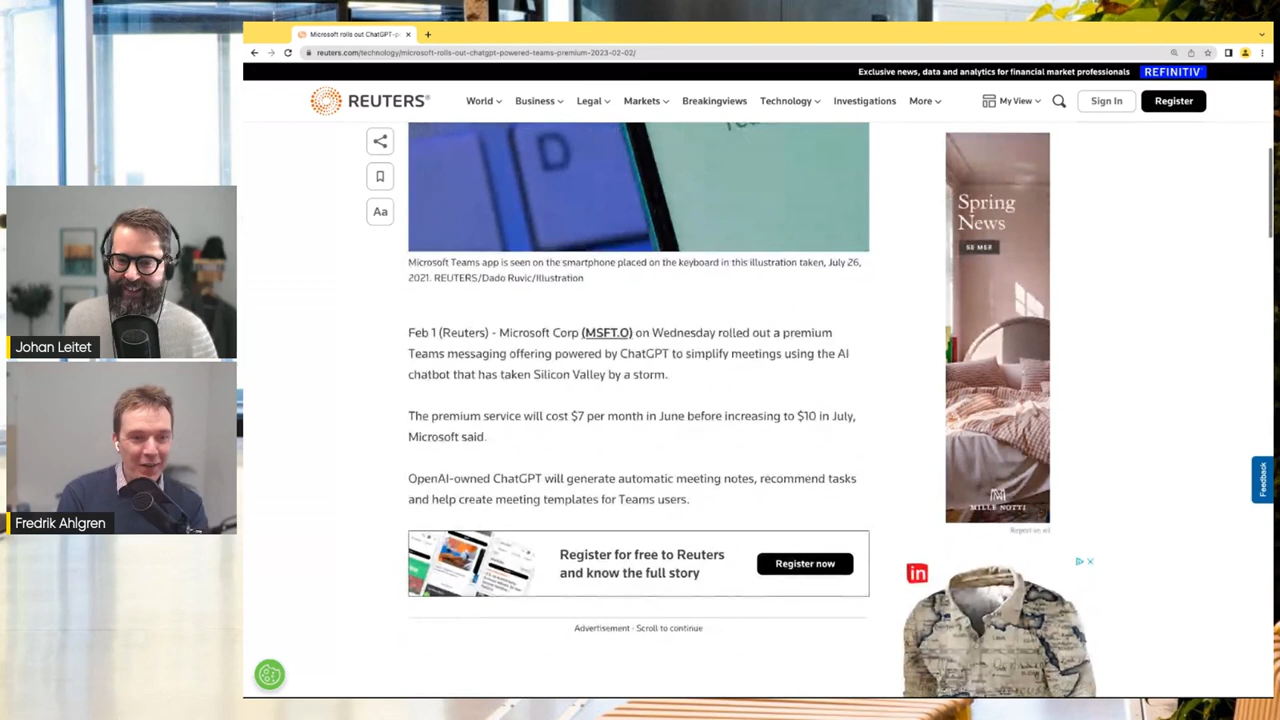 Microsoft rolls out ChatGPT-p
reuters.com/technology/microsoft-rolls-out-chatgpt-powered-teams-premium-2023-02-02/
Exclusive news, data and analytics for financial market professionals REFINITIV
REUTERS®
World Business Legal Markets Breakingviews Technology Investigations More My View Sign In Register
Aa
D
Microsoft Teams app is seen on the smartphone placed on the keyboard in this illustration taken, July 26,
2021. REUTERS/Dado Ruvic/Illustration
Feb 1 (Reuters) - Microsoft Corp (MSFT.O) on Wednesday rolled out a premium
Teams messaging offering powered by ChatGPT to simplify meetings using the AI
chatbot that has taken Silicon Valley by a storm.
The premium service will cost $7 per month in June before increasing to $10 in July,
Microsoft said.
OpenAI-owned ChatGPT will generate automatic meeting notes, recommend tasks
and help create meeting templates for Teams users.
Register for free to Reuters
and know the full story
Register now
Advertisement · Scroll to continue
Spring
News
SE MER
MILLE NOTTI
Report an ad
Feedback
in
Johan Leitet
Fredrik Ahlgren